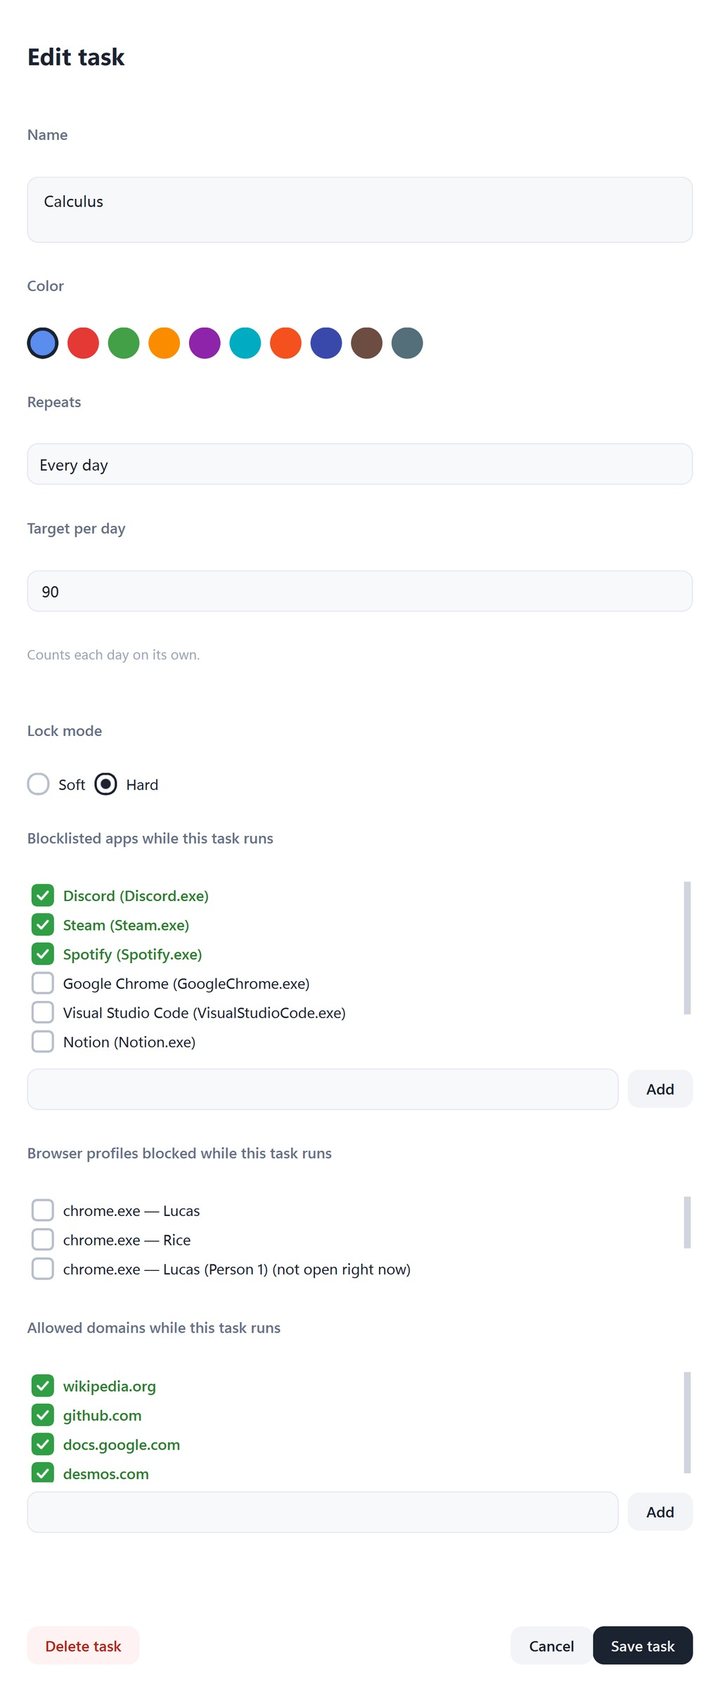 Edit task
Name
Calculus
Color
Repeats
Every day
Target per day
90
Counts each day on its own.
Lock mode
Soft Hard
Blocklisted apps while this task runs
Discord (Discord.exe)
Steam (Steam.exe)
Spotify (Spotify.exe)
Google Chrome (GoogleChrome.exe)
Visual Studio Code (VisualStudioCode.exe)
Notion (Notion.exe)
Add
Browser profiles blocked while this task runs
chrome.exe — Lucas
chrome.exe — Rice
chrome.exe — Lucas (Person 1) (not open right now)
Allowed domains while this task runs
wikipedia.org
github.com
docs.google.com
desmos.com
Add
Delete task Cancel Save task